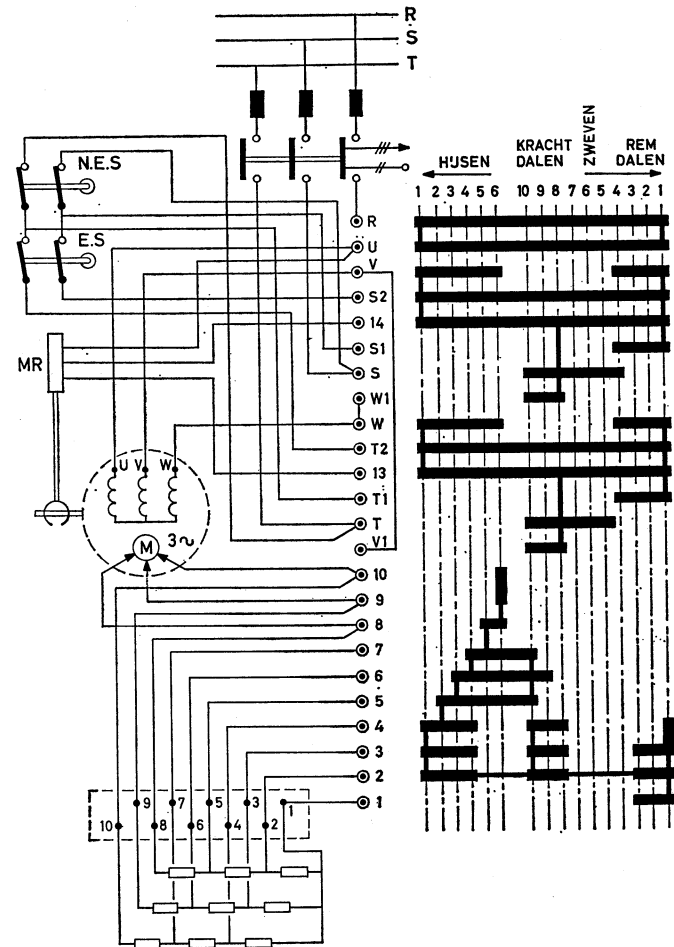 R
S
T
N.E.S
E.S
MR
U V W
3∿
M
KRACHT DALEN
ZWEVEN
REM DALEN
HIJSEN
1 2 3 4 5 6 10 9 8 7 6 5 4 3 2 1
R
U
V
S2
14
S1
S
W1
W
T2
13
T1
T
V1
10
9
8
7
6
5
4
3
2
1
9 7 5 3 1
10 8 6 4 2